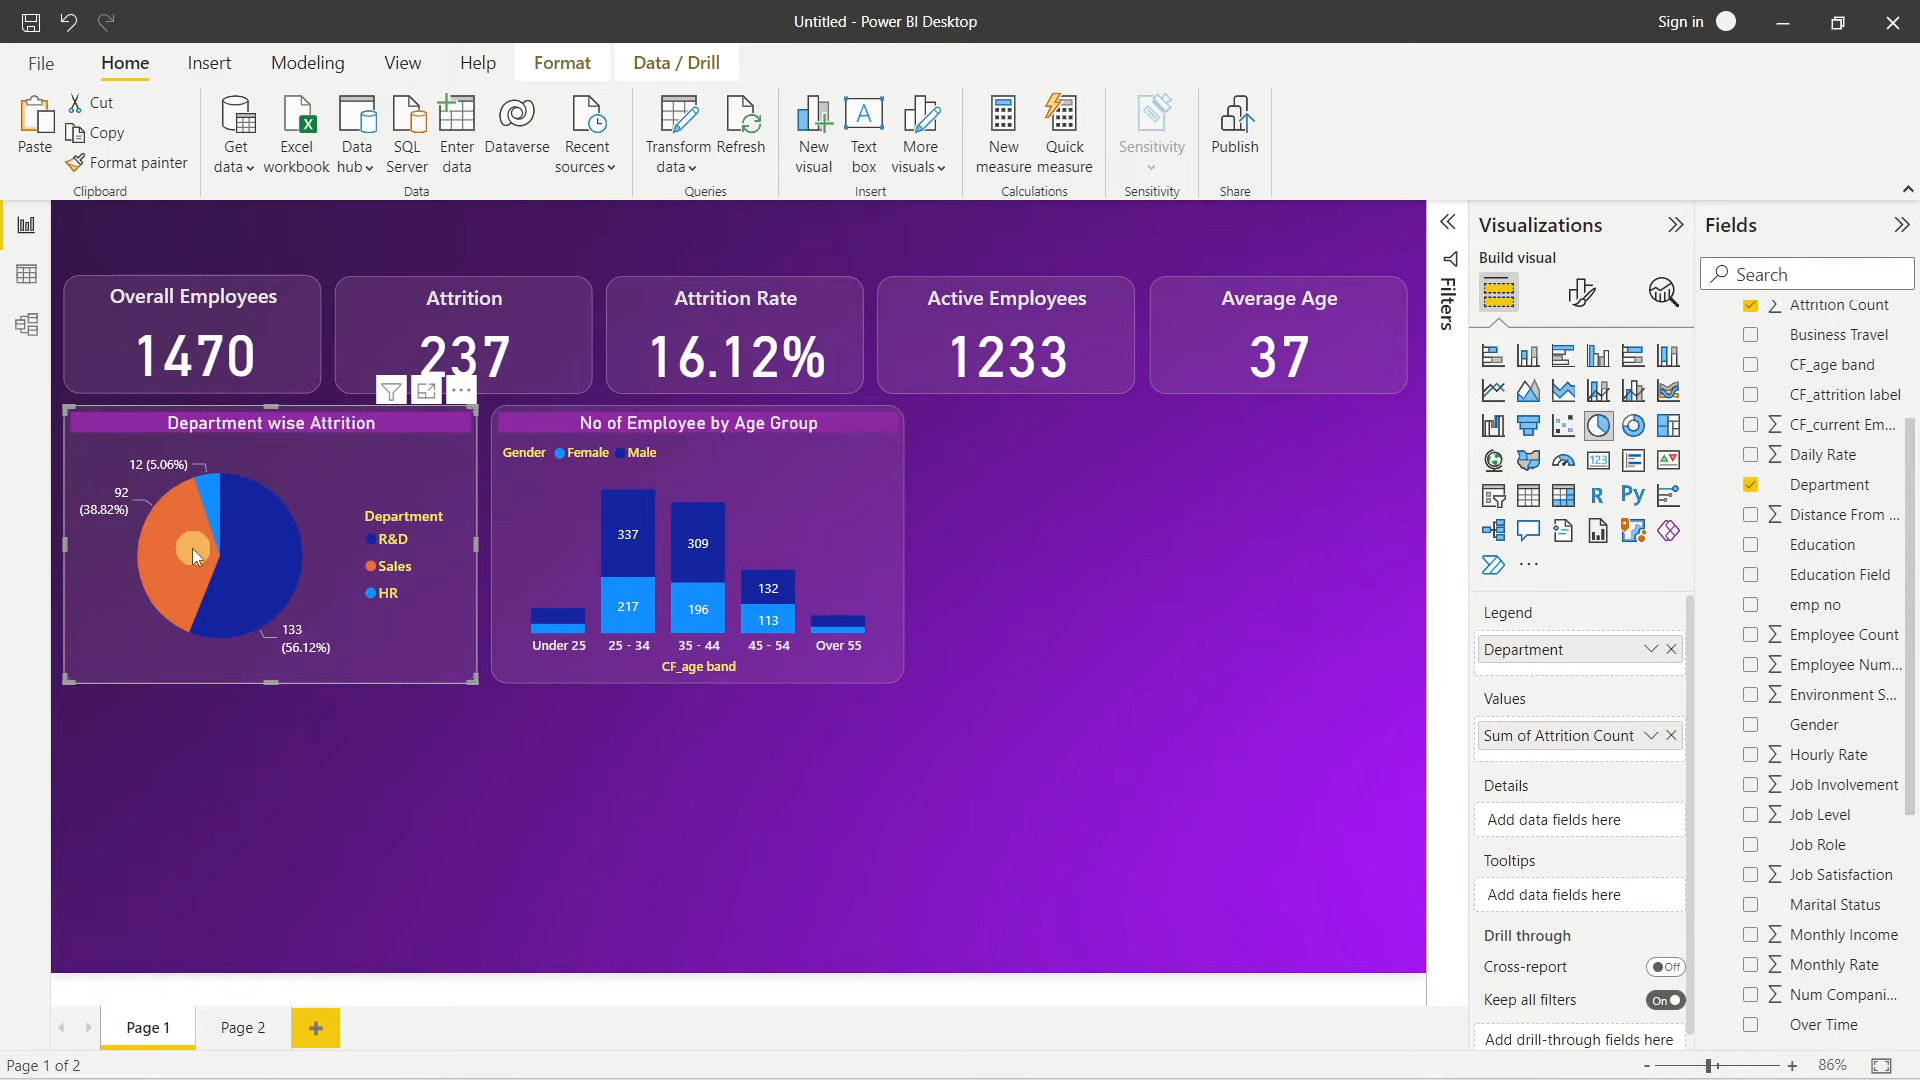 Untitled - Power BI Desktop
Sign in
File
Home
Insert
Modeling
View
Help
Format
Data / Drill
Paste
Cut
Copy
Format painter
Clipboard
Get data
Excel workbook
Data hub
SQL Server
Enter data
Dataverse
Recent sources
Data
Transform data
Refresh
Queries
New visual
A
Text box
More visuals
Insert
New measure
Quick measure
Calculations
Sensitivity
Sensitivity
Publish
Share
Overall Employees
1470
Attrition
237
Attrition Rate
16.12%
Active Employees
1233
Average Age
37
Department wise Attrition
12 (5.06%)
92
(38.82%)
133
(56.12%)
Department
R&D
Sales
HR
No of Employee by Age Group
Gender Female Male
337
309
132
217
196
113
Under 25
25 - 34
35 - 44
45 - 54
Over 55
CF_age band
Filters
Visualizations
Build visual
123
R
Py
...
Legend
Department
Values
Sum of Attrition Count
Details
Add data fields here
Tooltips
Add data fields here
Drill through
Cross-report
Off
Keep all filters
On
Add drill-through fields here
Fields
Search
Attrition Count
Business Travel
CF_age band
CF_attrition label
CF_current Em...
Daily Rate
Department
Distance From ...
Education
Education Field
emp no
Employee Count
Employee Num...
Environment S...
Gender
Hourly Rate
Job Involvement
Job Level
Job Role
Job Satisfaction
Marital Status
Monthly Income
Monthly Rate
Num Compani...
Over Time
Page 1
Page 2
+
Page 1 of 2
- + 86%